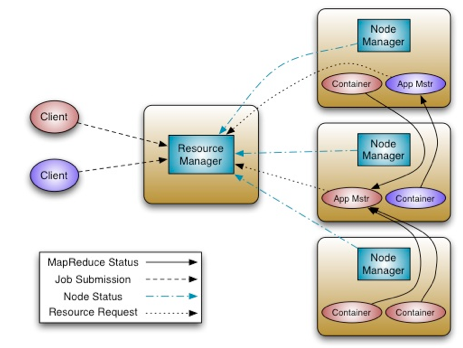 Node
Manager
Container
App Mstr
Client
Resource
Manager
Client
Node
Manager
App Mstr
Container
Node
Manager
Container
Container
MapReduce Status
Job Submission
Node Status
Resource Request